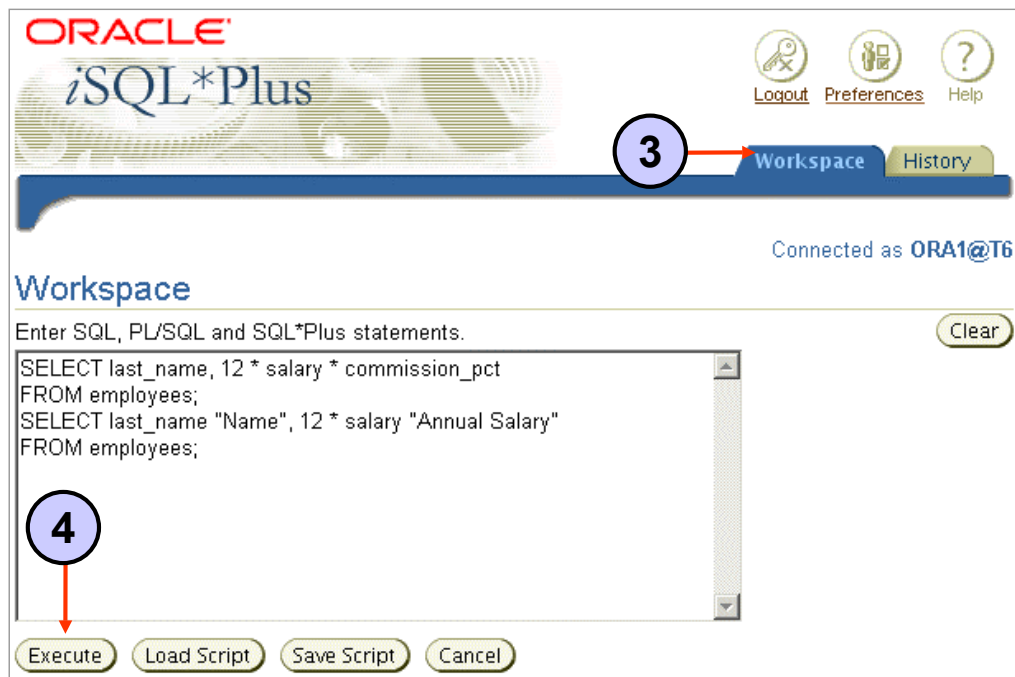 ORACLE
iSQL*Plus
Logout Preferences Help
3
Workspace History
Connected as ORA1@T6
Workspace
Enter SQL, PL/SQL and SQL*Plus statements.
Clear
SELECT last_name, 12 * salary * commission_pct
FROM employees;
SELECT last_name "Name", 12 * salary "Annual Salary"
FROM employees;
4
Execute Load Script Save Script Cancel